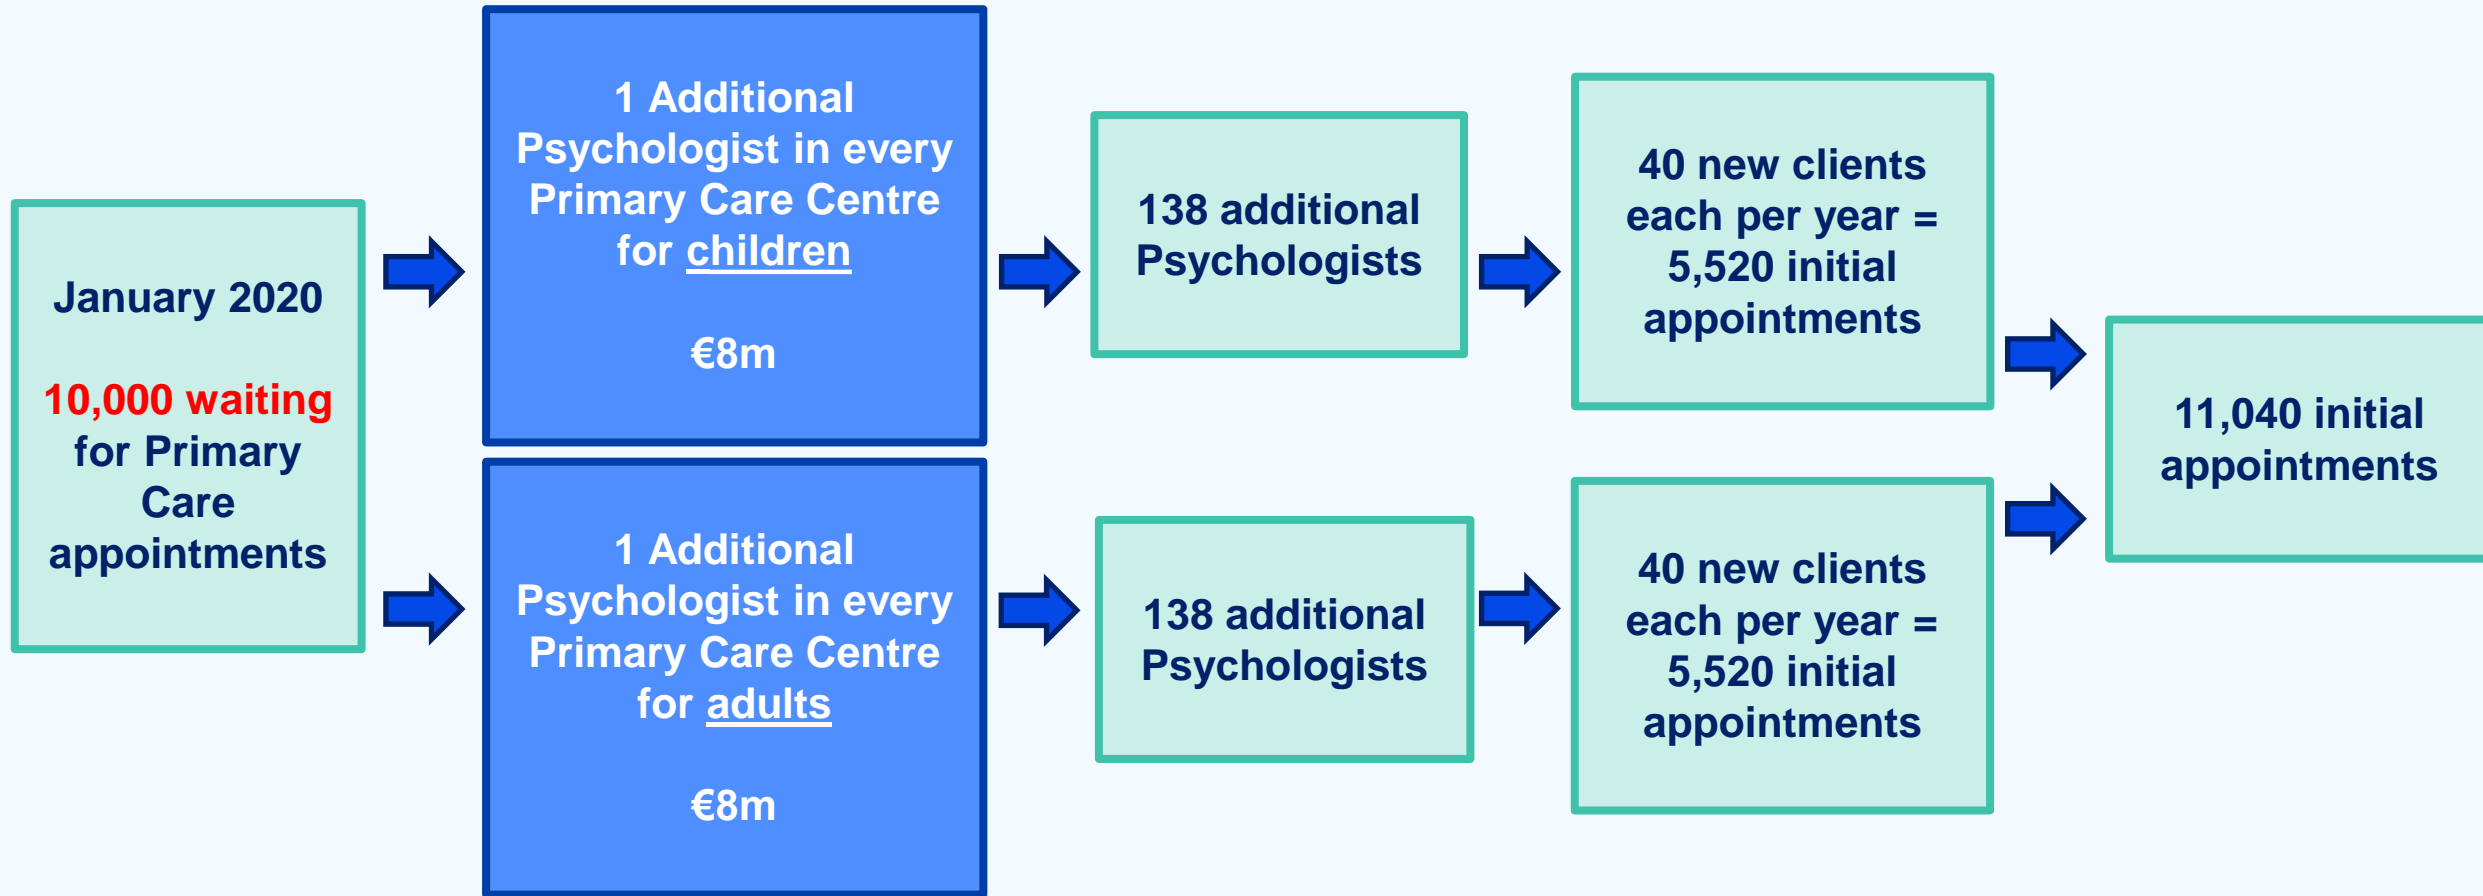 January 2020
10,000 waiting
for Primary
Care
appointments
1 Additional
Psychologist in every
Primary Care Centre
for children
€8m
138 additional
Psychologists
40 new clients
each per year =
5,520 initial
appointments
1 Additional
Psychologist in every
Primary Care Centre
for adults
€8m
138 additional
Psychologists
40 new clients
each per year =
5,520 initial
appointments
11,040 initial
appointments